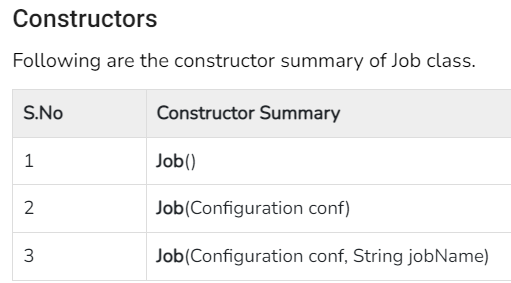 Constructors
Following are the constructor summary of Job class.
S.No Constructor Summary
1 Job()
2 Job(Configuration conf)
3 Job(Configuration conf, String jobName)